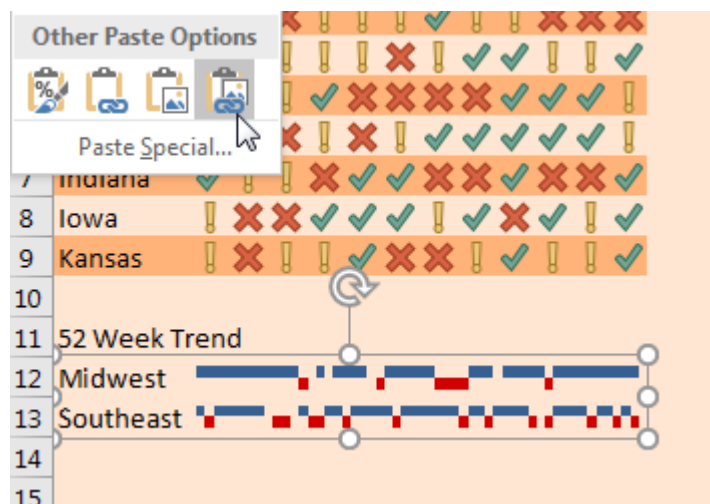 Other Paste Options
%
Paste Special...
7 Indiana
8 Iowa
9 Kansas
10
11 52 Week Trend
12 Midwest
13 Southeast
14
15